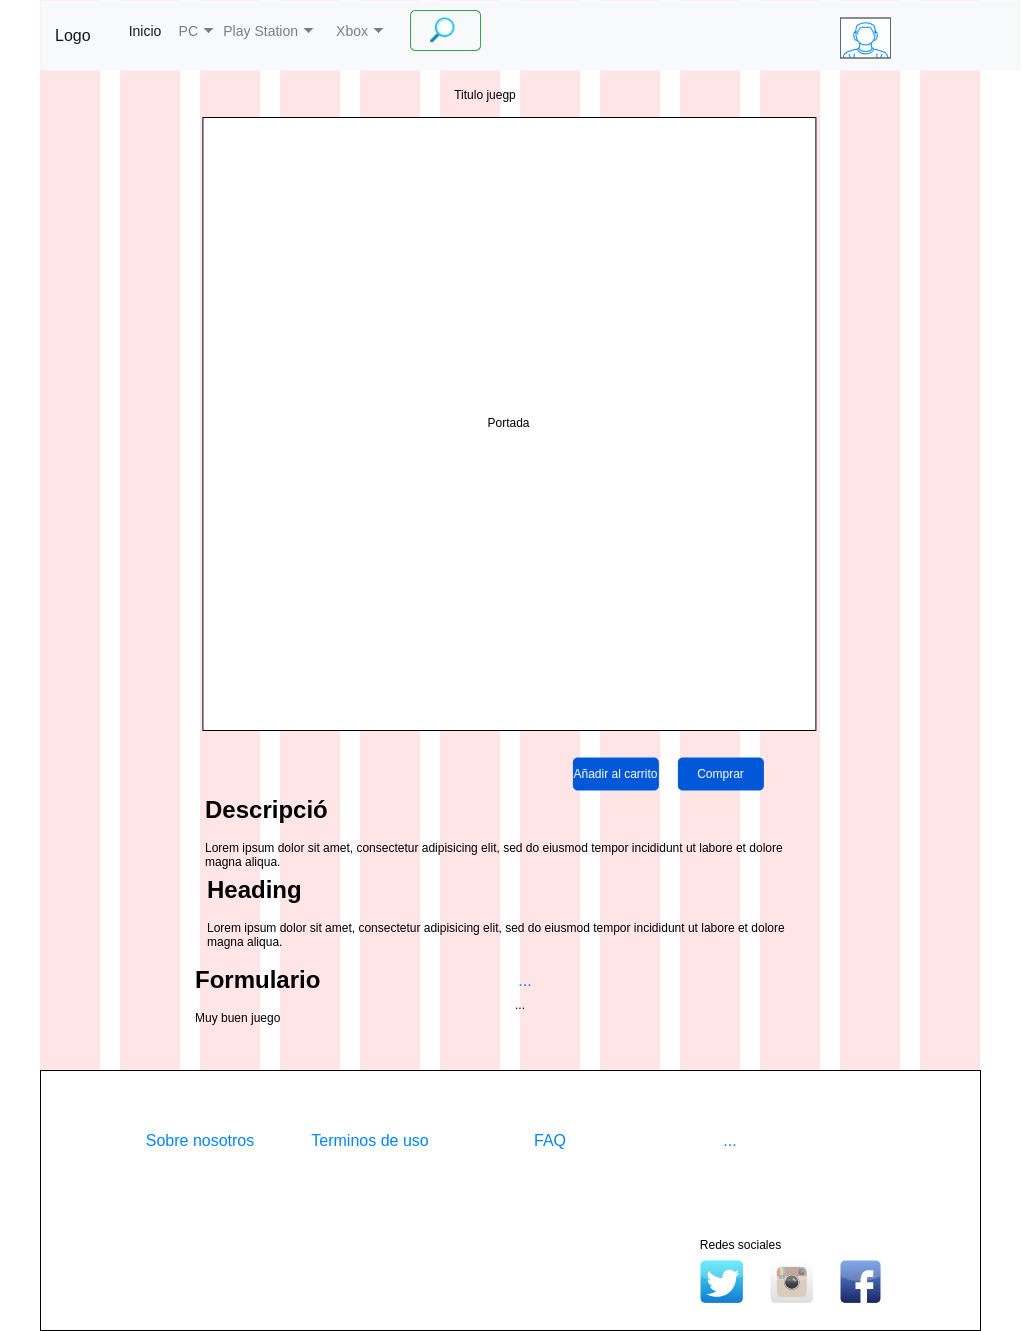 Logo
Inicio
PC
Play Station
Xbox
Titulo juegp
Portada
Añadir al carrito
Comprar
Descripció
Lorem ipsum dolor sit amet, consectetur adipisicing elit, sed do eiusmod tempor incididunt ut labore et dolore
magna aliqua.
Heading
Lorem ipsum dolor sit amet, consectetur adipisicing elit, sed do eiusmod tempor incididunt ut labore et dolore
magna aliqua.
Formulario
...
...
Muy buen juego
Sobre nosotros
Terminos de uso
FAQ
...
Redes sociales